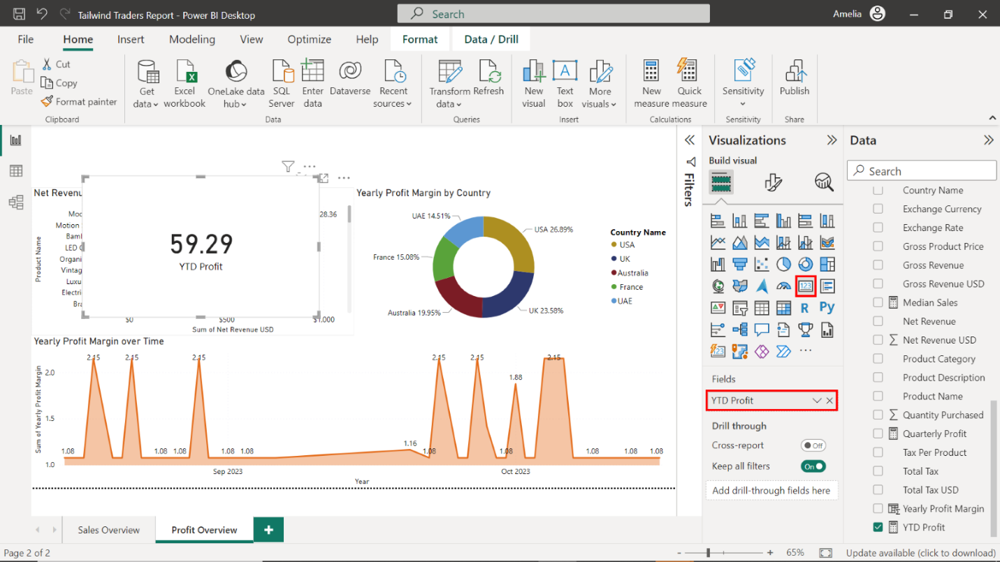 Tailwind Traders Report - Power BI Desktop
Search
Amelia
File
Home
Insert
Modeling
View
Optimize
Help
Format
Data / Drill
Paste
Cut
Copy
Format painter
Clipboard
Get data
Excel workbook
OneLake data hub
SQL Server
Enter data
Dataverse
Recent sources
Data
Transform data
Refresh
Queries
New visual
A
Text box
More visuals
Insert
New measure
Quick measure
Calculations
Sensitivity
Sensitivity
Publish
Share
Net Revenu
Product Name
Moo
Motion
Bam
LED
Organi
Vintag
Luxu
Electri
Bra
28.36
59.29
YTD Profit
$0
$500
$1,000
Sum of Net Revenue USD
Yearly Profit Margin by Country
UAE 14.51%
USA 26.89%
France 15.08%
Australia 19.95%
UK 23.58%
Country Name
USA
UK
Australia
France
UAE
Yearly Profit Margin over Time
Sum of Yearly Profit Margin
2.0
1.5
1.0
2.15
2.15
2.15
2.15
2.15
2.15
1.88
1.16
1.08
1.08
1.08
1.08
1.08
1.08
1.08
1.08
1.08
1.08
Sep 2023
Oct 2023
Year
Filters
Visualizations
Build visual
123
R
Py
123
Fields
YTD Profit
Drill through
Cross-report
Off
Keep all filters
On
Add drill-through fields here
Data
Search
Country Name
Exchange Currency
Exchange Rate
Gross Product Price
Gross Revenue
Gross Revenue USD
Median Sales
Net Revenue
Net Revenue USD
Product Category
Product Description
Product Name
Quantity Purchased
Quarterly Profit
Tax Per Product
Total Tax
Total Tax USD
Yearly Profit Margin
YTD Profit
Sales Overview
Profit Overview
+
Page 2 of 2
- + 65%
Update available (click to download)